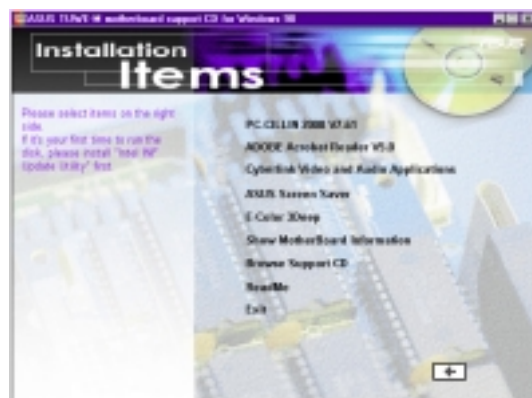 ASUS TUWE-M motherboard support CD for Windows 98
Installation
Items
ASUS
Please select items on the right
side.
If it's your first time to run the
disk, please install "Intel INF
Update Utility" first.
PC-CILLIN 2000 V7.61
ADOBE Acrobat Reader V5.0
Cyberlink Video and Audio Applications
ASUS Screen Saver
E-Color 3Deep
Show MotherBoard Information
Browse Support CD
ReadMe
Exit